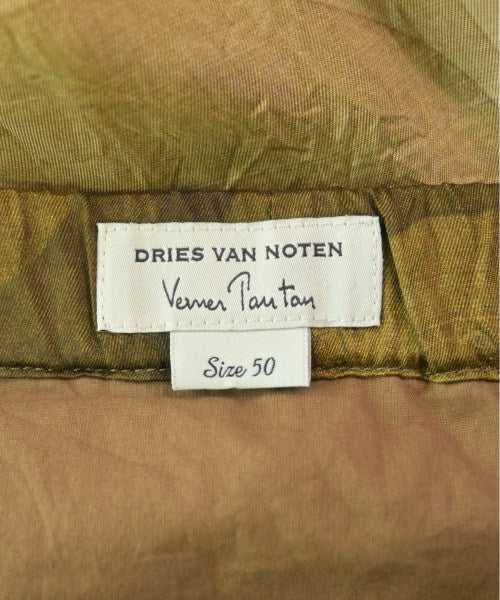 DRIES VAN NOTEN
Verner Panton
Size 50